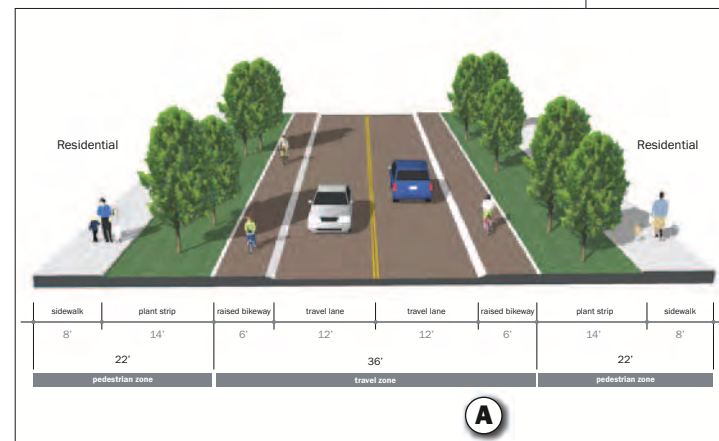 Residential Residential
sidewalk plant strip raised bikeway travel lane travel lane raised bikeway plant strip sidewalk
8' 14' 6' 12' 12' 6' 14' 8'
22' 36' 22'
pedestrian zone travel zone pedestrian zone
A